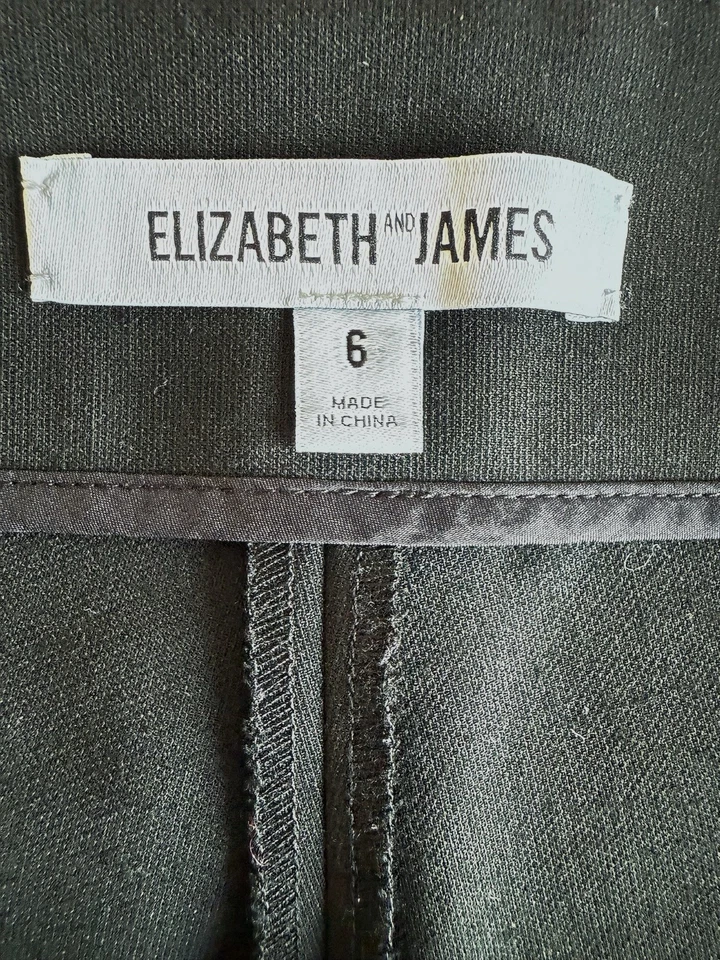 ELIZABETH AND JAMES
6
MADE
IN CHINA